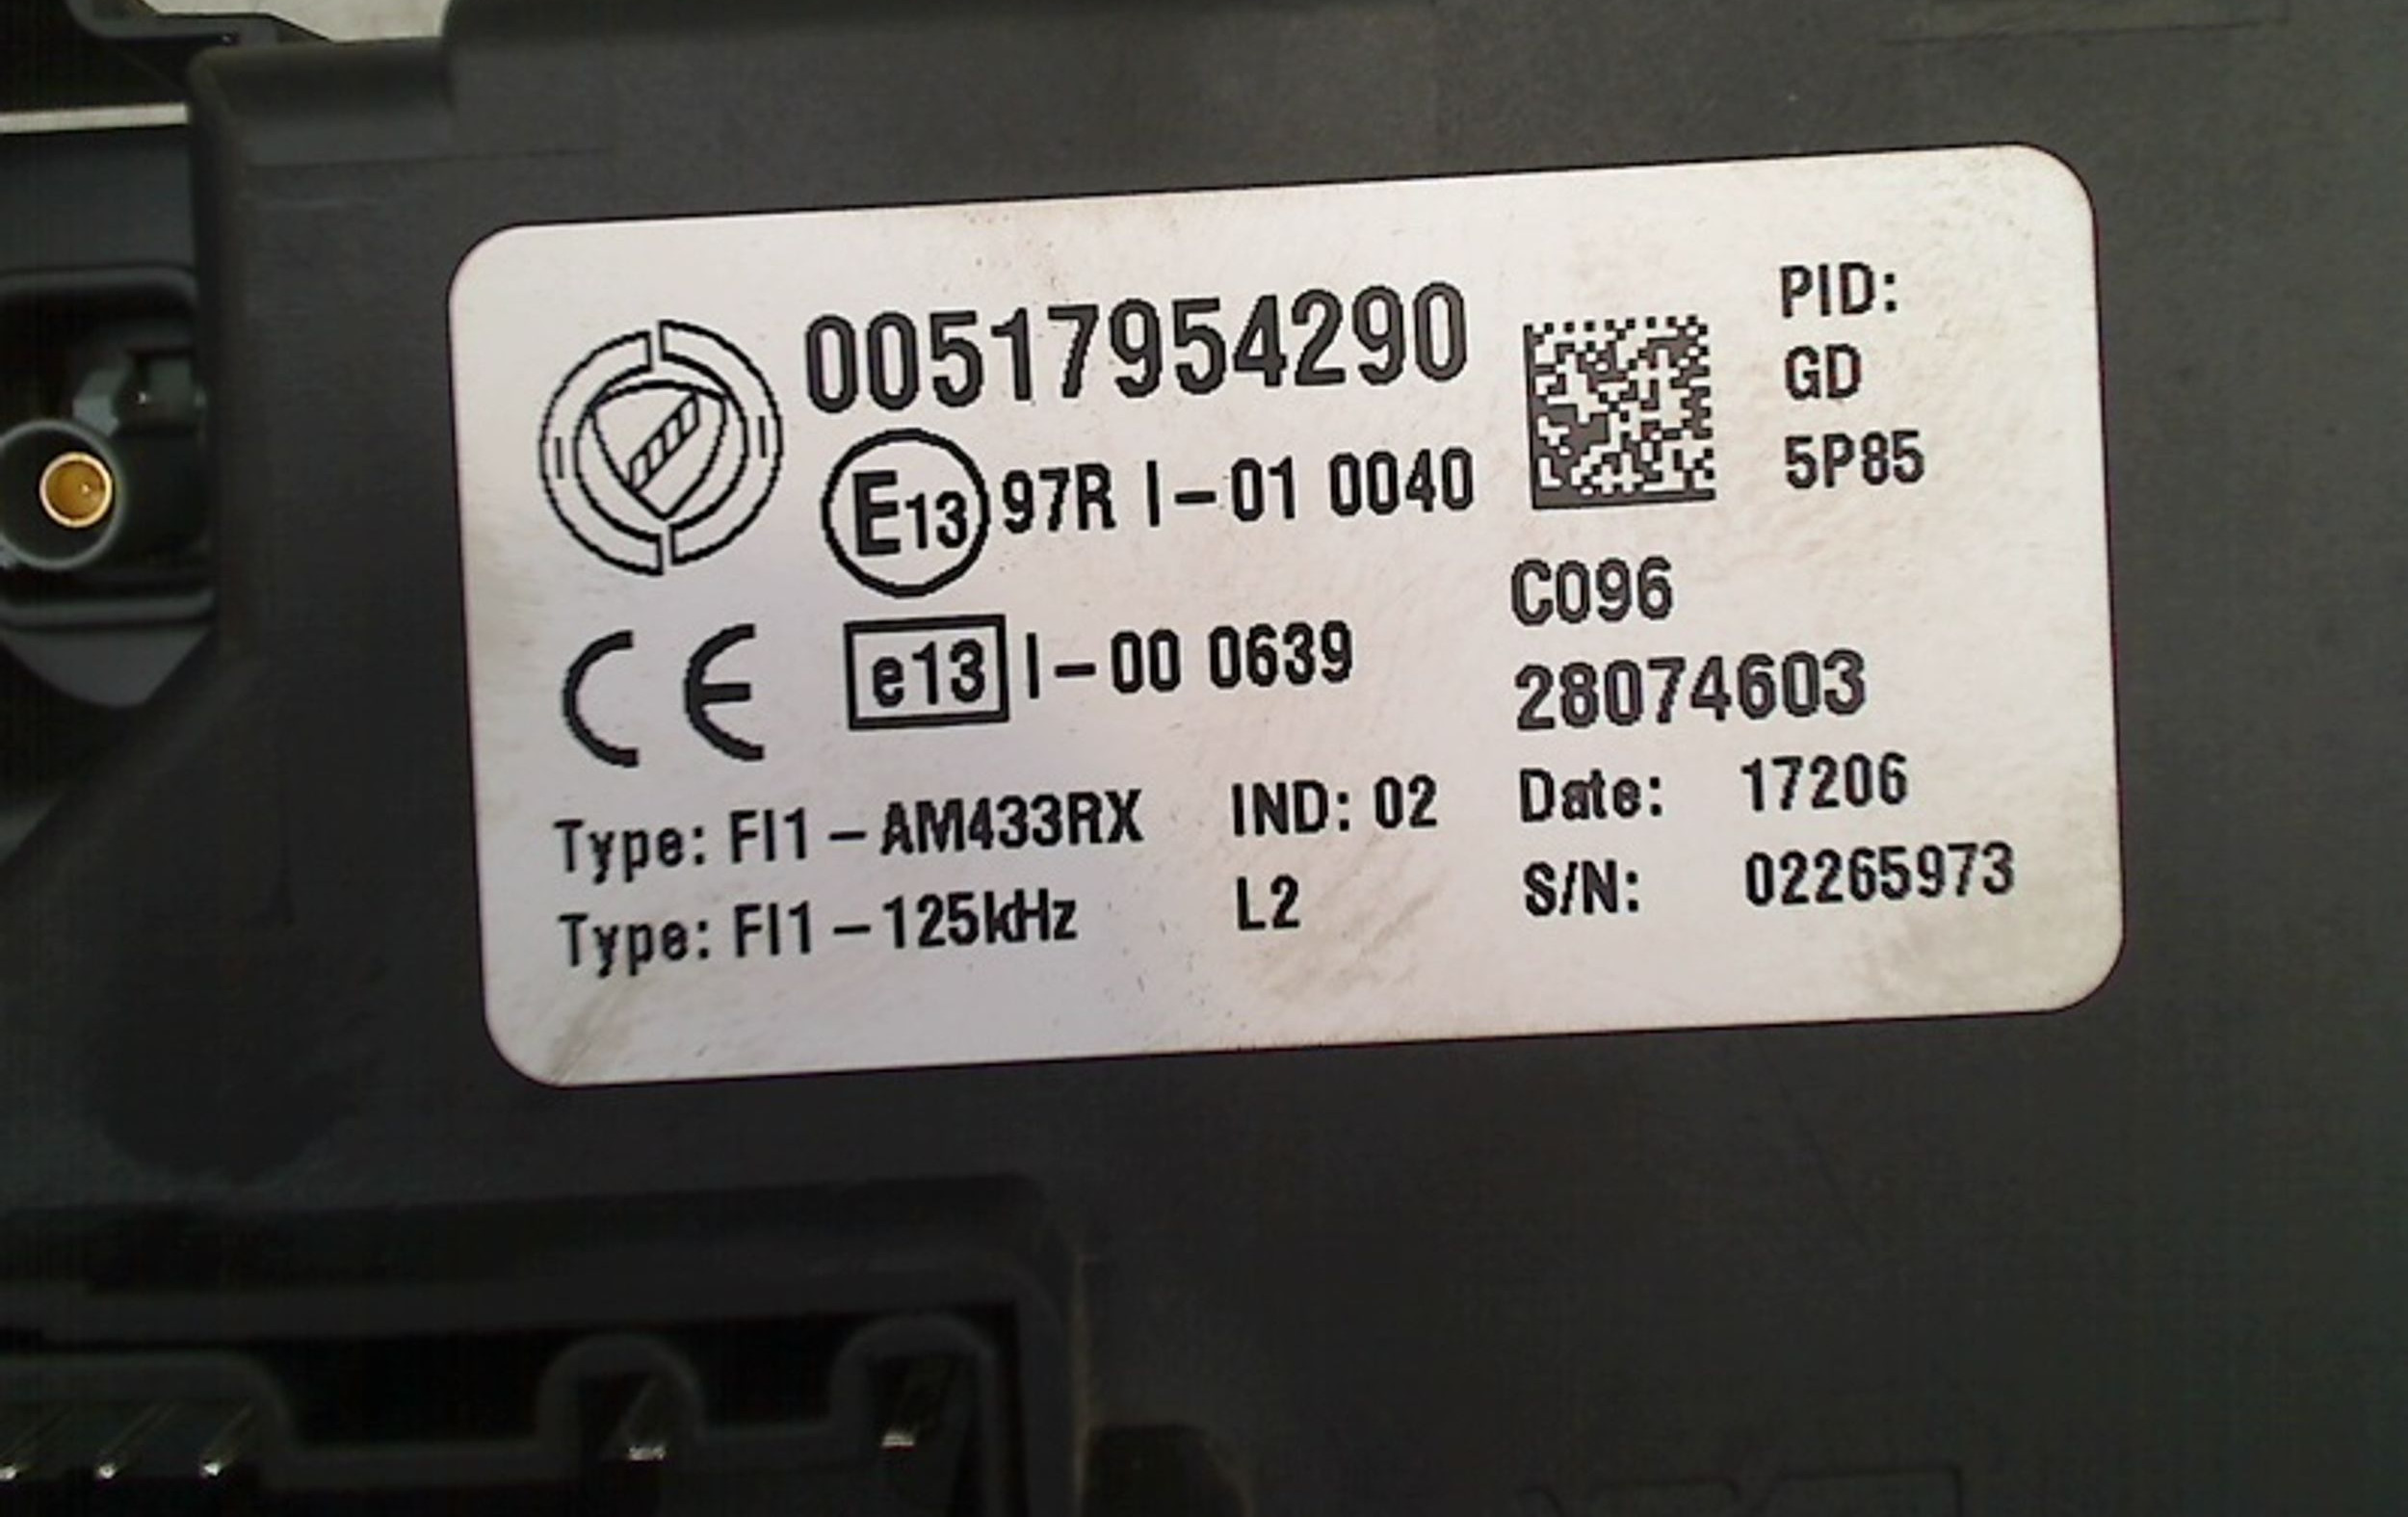 00517954290
E13 97R I-01 0040
CE e13 I-00 0639
Type: FI1-AM433RX IND: 02
Type: FI1-125kHz L2
PID:
GD
5P85
C096
28074603
Date: 17206
S/N: 02265973